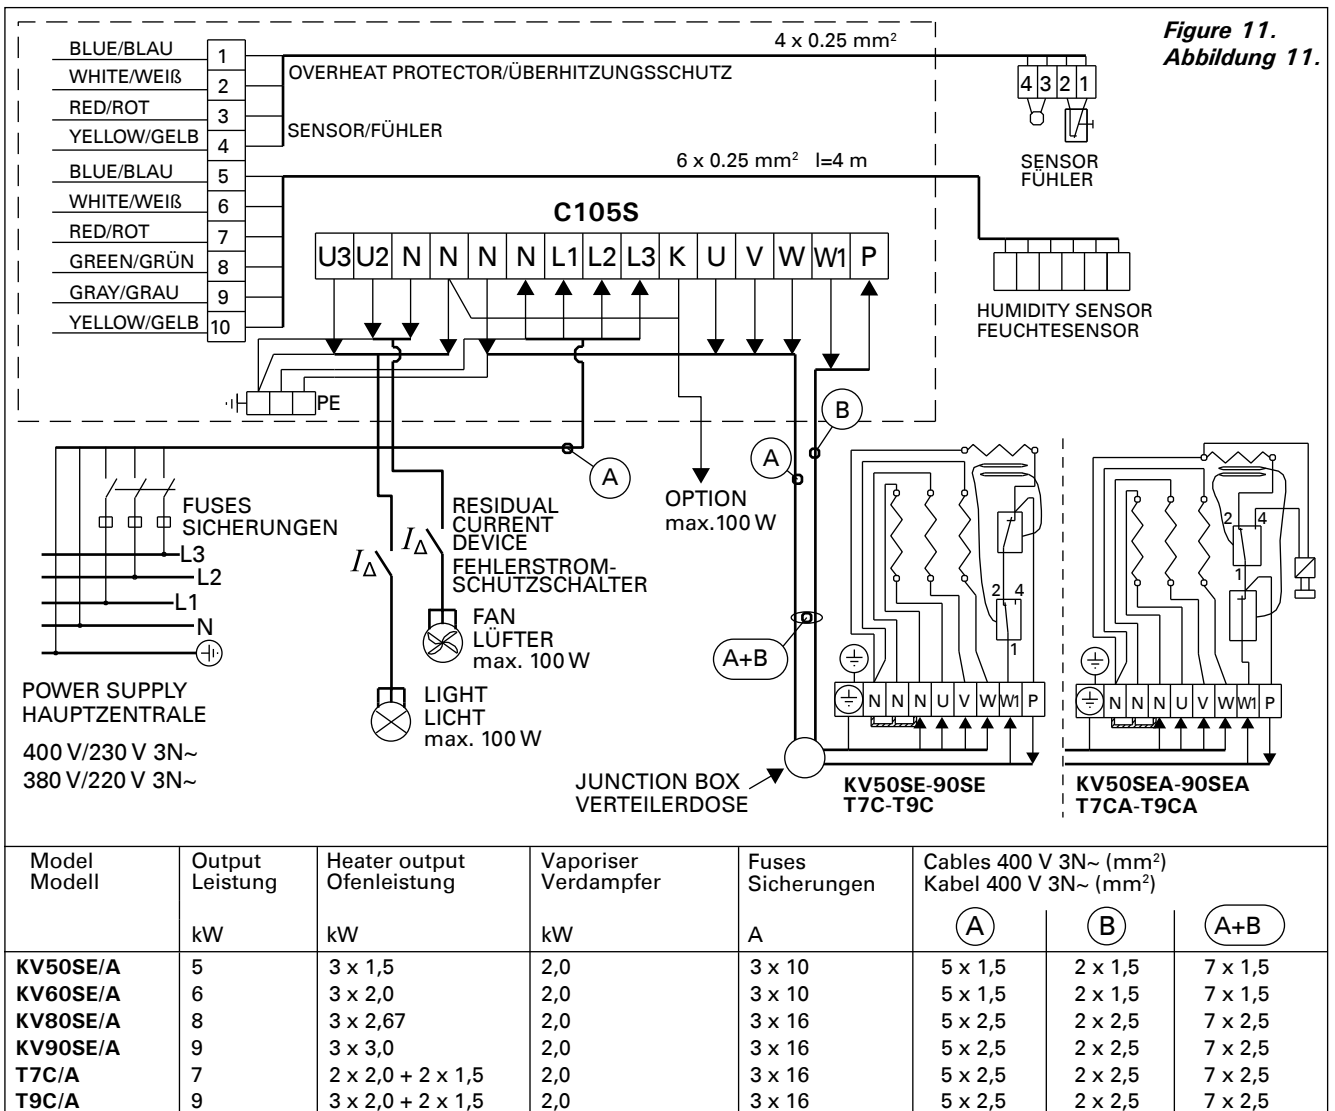 Figure 11.
Abbildung 11.
BLUE/BLAU 1
WHITE/WEIß 2
RED/ROT 3
YELLOW/GELB 4
BLUE/BLAU 5
WHITE/WEIß 6
RED/ROT 7
GREEN/GRÜN 8
GRAY/GRAU 9
YELLOW/GELB 10
4 x 0.25 mm²
OVERHEAT PROTECTOR/ÜBERHITZUNGSSCHUTZ
SENSOR/FÜHLER
4 3 2 1
SENSOR
FÜHLER
6 x 0.25 mm² l=4 m
C105S
U3 U2 N N N N L1 L2 L3 K U V W W1 P
HUMIDITY SENSOR
FEUCHTESENSOR
PE
A
B
A
A+B
FUSES
SICHERUNGEN
L3
L2
L1
N
POWER SUPPLY
HAUPTZENTRALE
400 V/230 V 3N~
380 V/220 V 3N~
RESIDUAL
CURRENT
DEVICE
FEHLERSTROM-
SCHUTZSCHALTER
IΔ
IΔ
FAN
LÜFTER
max. 100 W
LIGHT
LICHT
max. 100 W
OPTION
max.100 W
JUNCTION BOX
VERTEILERDOSE
2 4
1
N N N U V W W1 P
KV50SE-90SE
T7C-T9C
2 4
1
N N N U V W W1 P
KV50SEA-90SEA
T7CA-T9CA
Model Output Heater output Vaporiser Fuses Cables 400 V 3N~ (mm²)
Modell Leistung Ofenleistung Verdampfer Sicherungen Kabel 400 V 3N~ (mm²)
kW kW kW A A B A+B
KV50SE/A 5 3 x 1,5 2,0 3 x 10 5 x 1,5 2 x 1,5 7 x 1,5
KV60SE/A 6 3 x 2,0 2,0 3 x 10 5 x 1,5 2 x 1,5 7 x 1,5
KV80SE/A 8 3 x 2,67 2,0 3 x 16 5 x 2,5 2 x 2,5 7 x 2,5
KV90SE/A 9 3 x 3,0 2,0 3 x 16 5 x 2,5 2 x 2,5 7 x 2,5
T7C/A 7 2 x 2,0 + 2 x 1,5 2,0 3 x 16 5 x 2,5 2 x 2,5 7 x 2,5
T9C/A 9 3 x 2,0 + 2 x 1,5 2,0 3 x 16 5 x 2,5 2 x 2,5 7 x 2,5